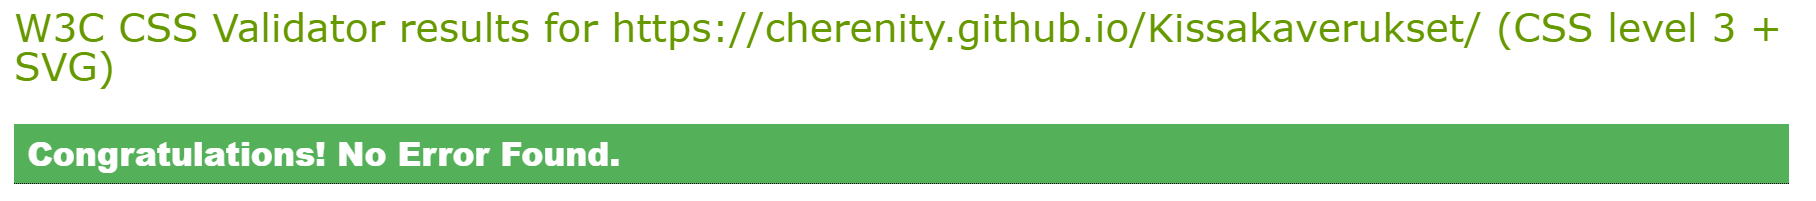 W3C CSS Validator results for https://cherenity.github.io/Kissakaverukset/ (CSS level 3 +
SVG)
Congratulations! No Error Found.